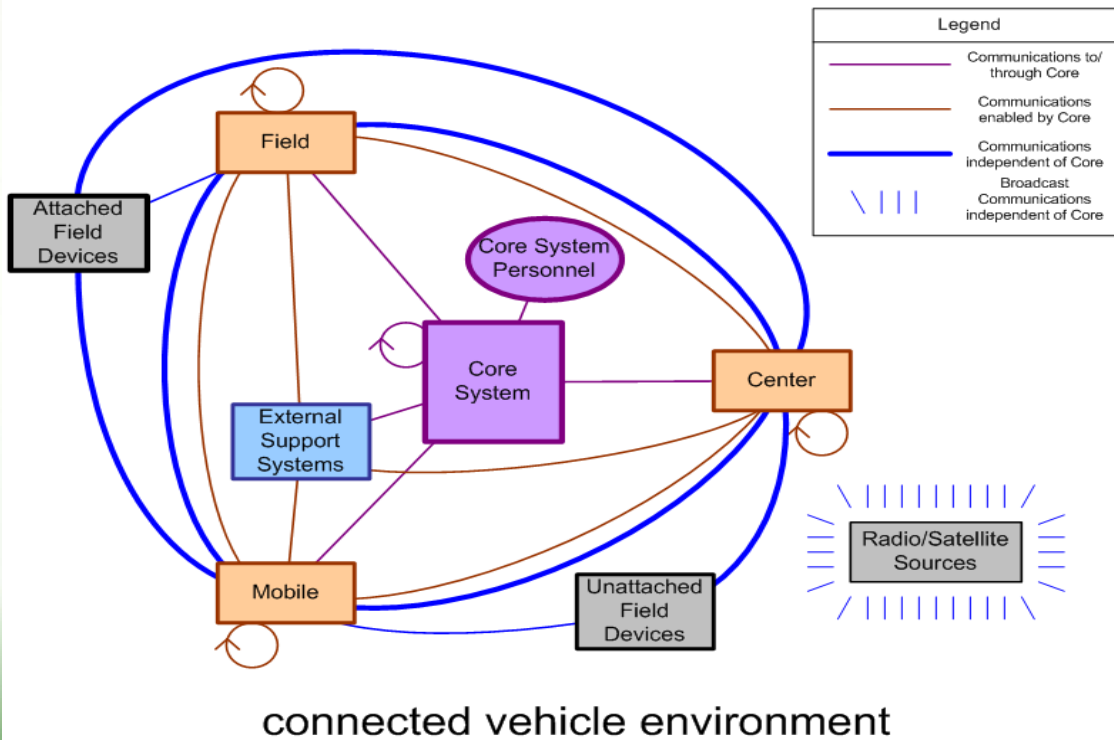 Legend
Communications to/
through Core
Communications
enabled by Core
Communications
independent of Core
Broadcast
Communications
independent of Core
Field
Attached
Field
Devices
Core System
Personnel
Core
System
Center
External
Support
Systems
Radio/Satellite
Sources
Mobile
Unattached
Field
Devices
connected vehicle environment